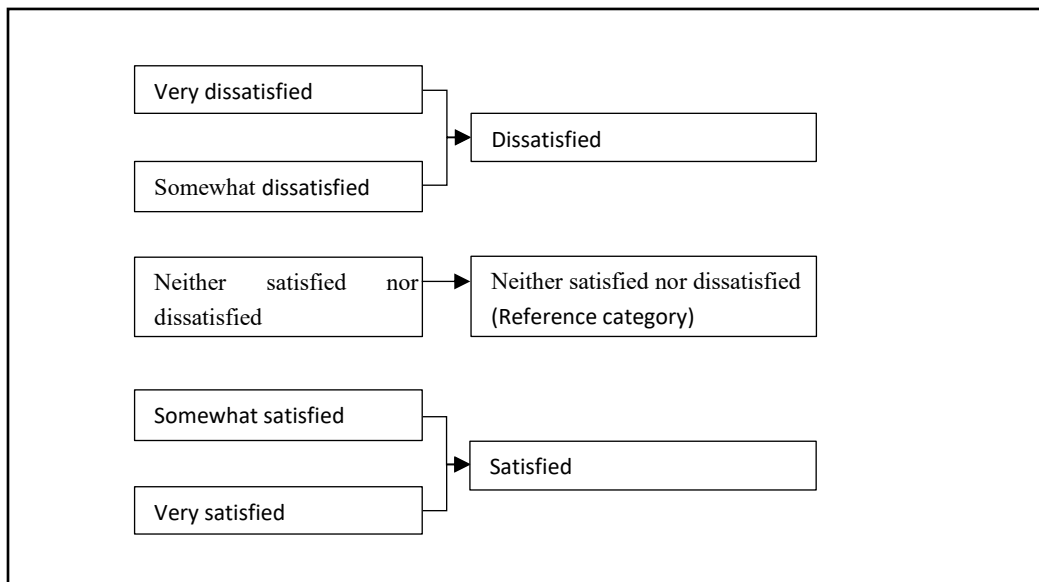 Very dissatisfied
Dissatisfied
Somewhat dissatisfied
Neither satisfied nor
dissatisfied
Neither satisfied nor dissatisfied
(Reference category)
Somewhat satisfied
Satisfied
Very satisfied